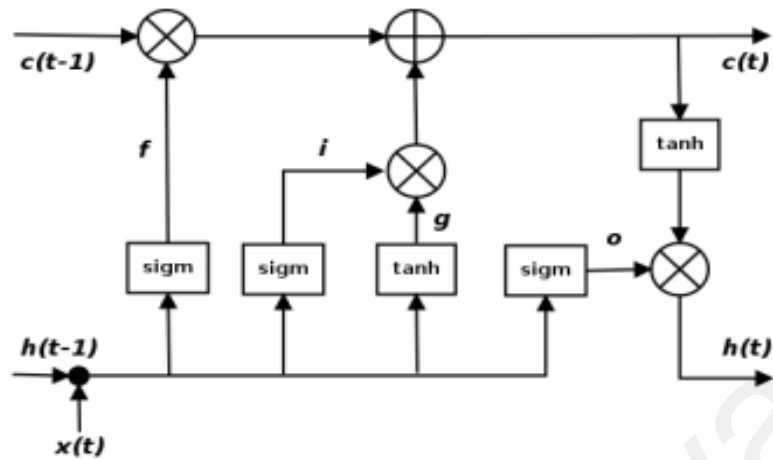 c(t-1)
c(t)
tanh
f
i
g
o
sigm
sigm
tanh
sigm
h(t-1)
h(t)
x(t)